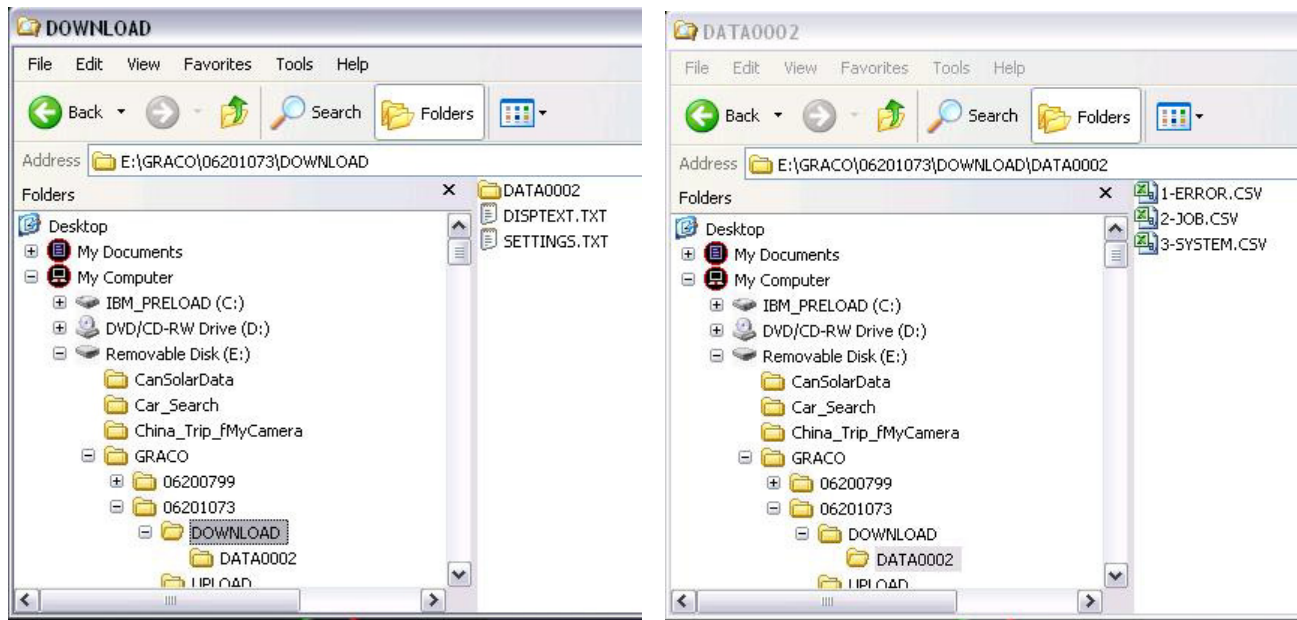 DOWNLOAD
File Edit View Favorites Tools Help
Back Search Folders
Address E:\GRACO\06201073\DOWNLOAD
Folders
DATA0002
DISPTEXT.TXT
SETTINGS.TXT
Desktop
My Documents
My Computer
IBM_PRELOAD (C:)
DVD/CD-RW Drive (D:)
Removable Disk (E:)
CanSolarData
Car_Search
China_Trip_fMyCamera
GRACO
06200799
06201073
DOWNLOAD
DATA0002
UPLOAD
DATA0002
File Edit View Favorites Tools Help
Back Search Folders
Address E:\GRACO\06201073\DOWNLOAD\DATA0002
Folders
1-ERROR.CSV
2-JOB.CSV
3-SYSTEM.CSV
Desktop
My Documents
My Computer
IBM_PRELOAD (C:)
DVD/CD-RW Drive (D:)
Removable Disk (E:)
CanSolarData
Car_Search
China_Trip_fMyCamera
GRACO
06200799
06201073
DOWNLOAD
DATA0002
UPLOAD